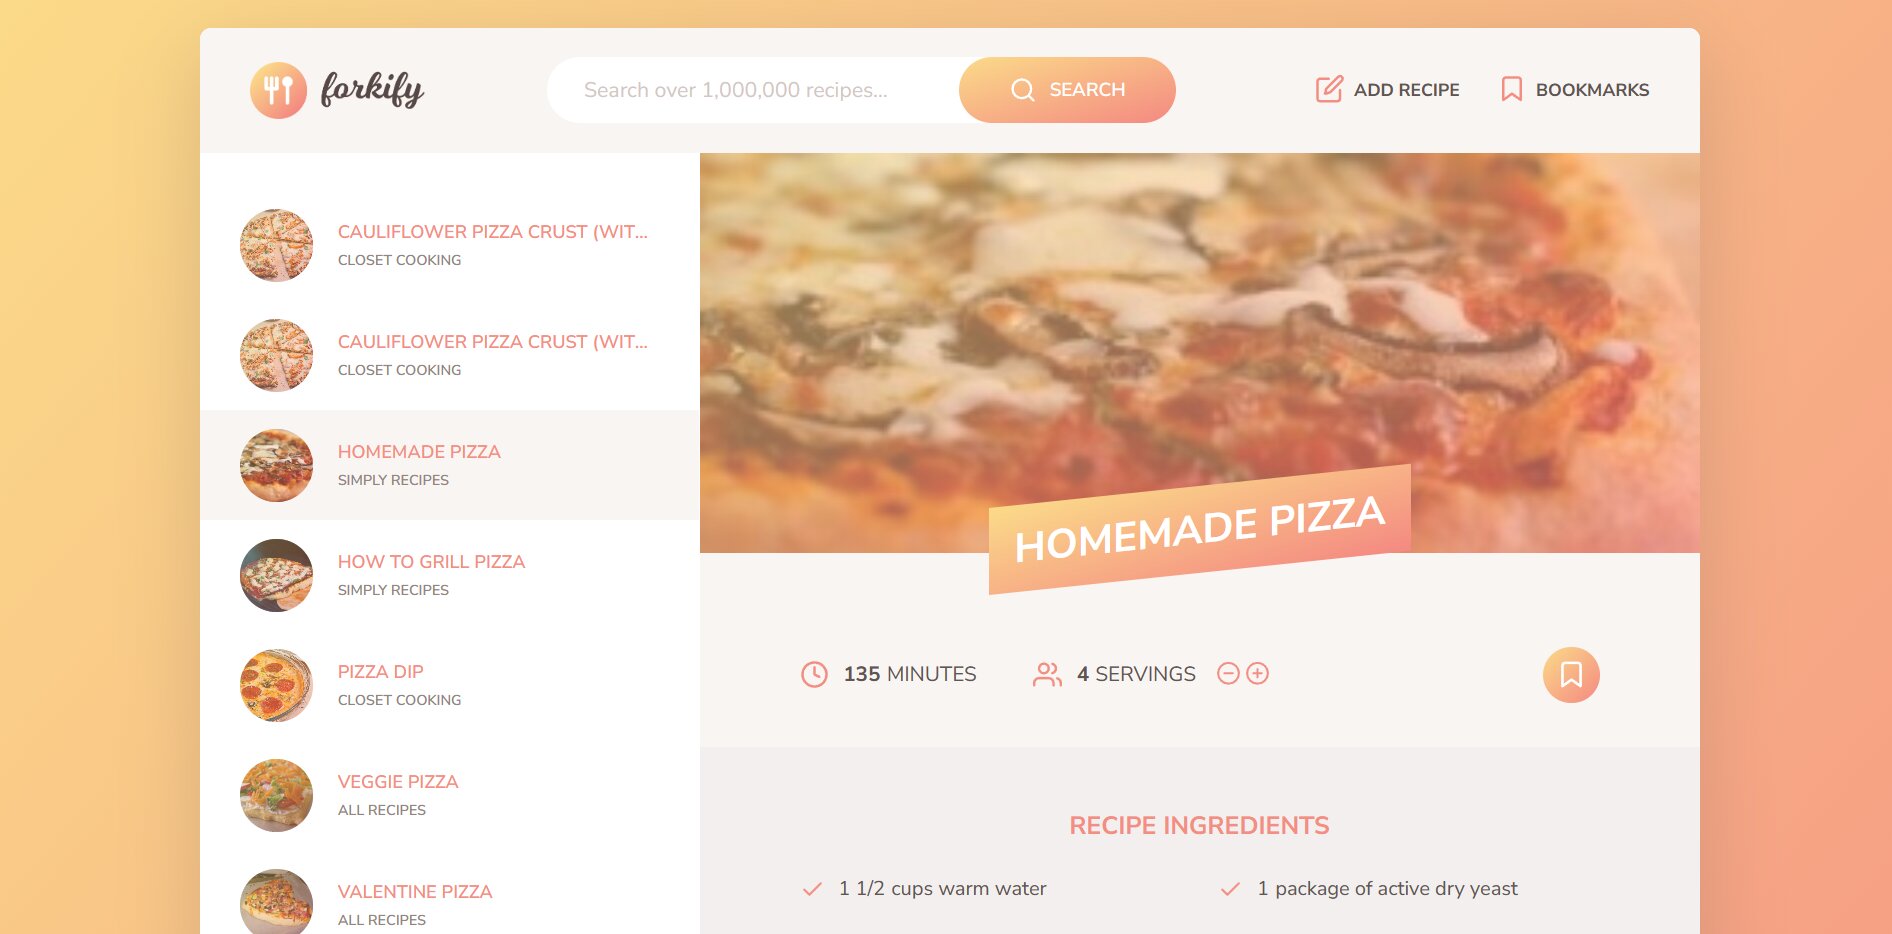 forkify
Search over 1,000,000 recipes...
SEARCH
ADD RECIPE
BOOKMARKS
CAULIFLOWER PIZZA CRUST (WIT...
CLOSET COOKING
CAULIFLOWER PIZZA CRUST (WIT...
CLOSET COOKING
HOMEMADE PIZZA
SIMPLY RECIPES
HOW TO GRILL PIZZA
SIMPLY RECIPES
PIZZA DIP
CLOSET COOKING
VEGGIE PIZZA
ALL RECIPES
VALENTINE PIZZA
ALL RECIPES
HOMEMADE PIZZA
135 MINUTES
4 SERVINGS
RECIPE INGREDIENTS
1 1/2 cups warm water
1 package of active dry yeast